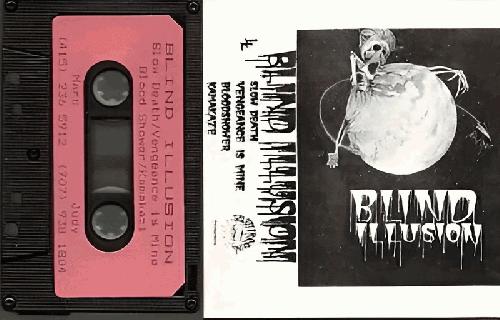 BLIND ILLUSION
Slow Death/Vengeance is Mine
Blood Shower/Kamakazi
Marc Judy
(415) 236 5912 (707) 938 1804
BLIND ILLUSION
SLOW DEATH
VENGEANCE IS MINE
BLOODSHOWER
KAMAKAZE
BLIND
ILLUSION